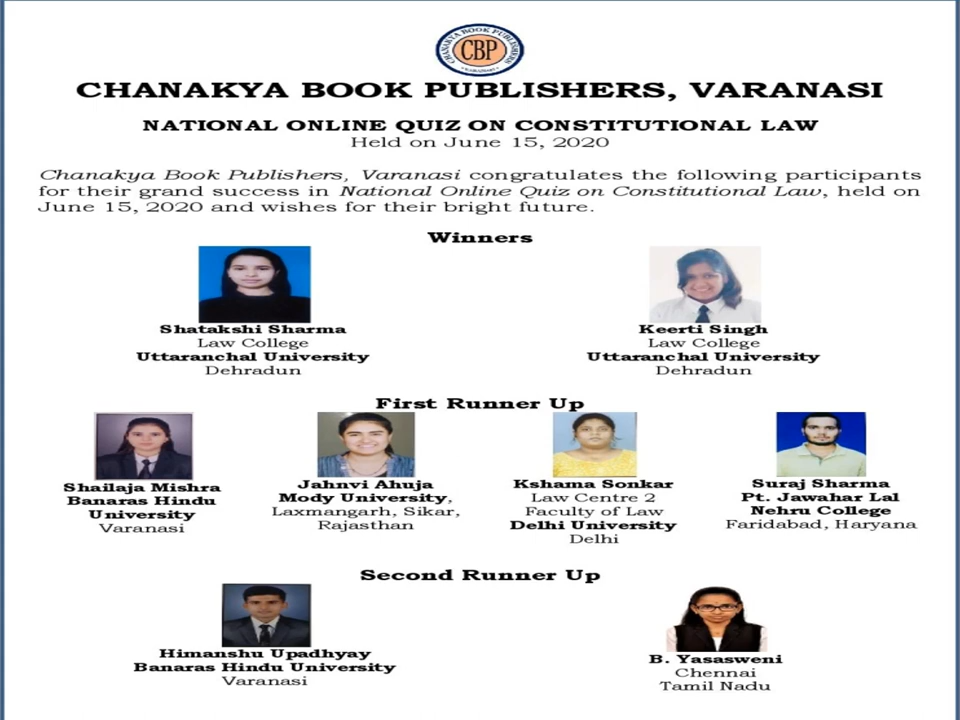 CHANAKYA BOOK PUBLISHERS
CBP
CHANAKYA BOOK PUBLISHERS, VARANASI
NATIONAL ONLINE QUIZ ON CONSTITUTIONAL LAW
Held on June 15, 2020
Chanakya Book Publishers, Varanasi congratulates the following participants
for their grand success in National Online Quiz on Constitutional Law, held on
June 15, 2020 and wishes for their bright future.
Winners
Shatakshi Sharma
Law College
Uttaranchal University
Dehradun
Keerti Singh
Law College
Uttaranchal University
Dehradun
First Runner Up
Shailaja Mishra
Banaras Hindu
University
Varanasi
Jahnvi Ahuja
Mody University,
Laxmangarh, Sikar,
Rajasthan
Kshama Sonkar
Law Centre 2
Faculty of Law
Delhi University
Delhi
Suraj Sharma
Pt. Jawahar Lal
Nehru College
Faridabad, Haryana
Second Runner Up
Himanshu Upadhyay
Banaras Hindu University
Varanasi
B. Yasasweni
Chennai
Tamil Nadu